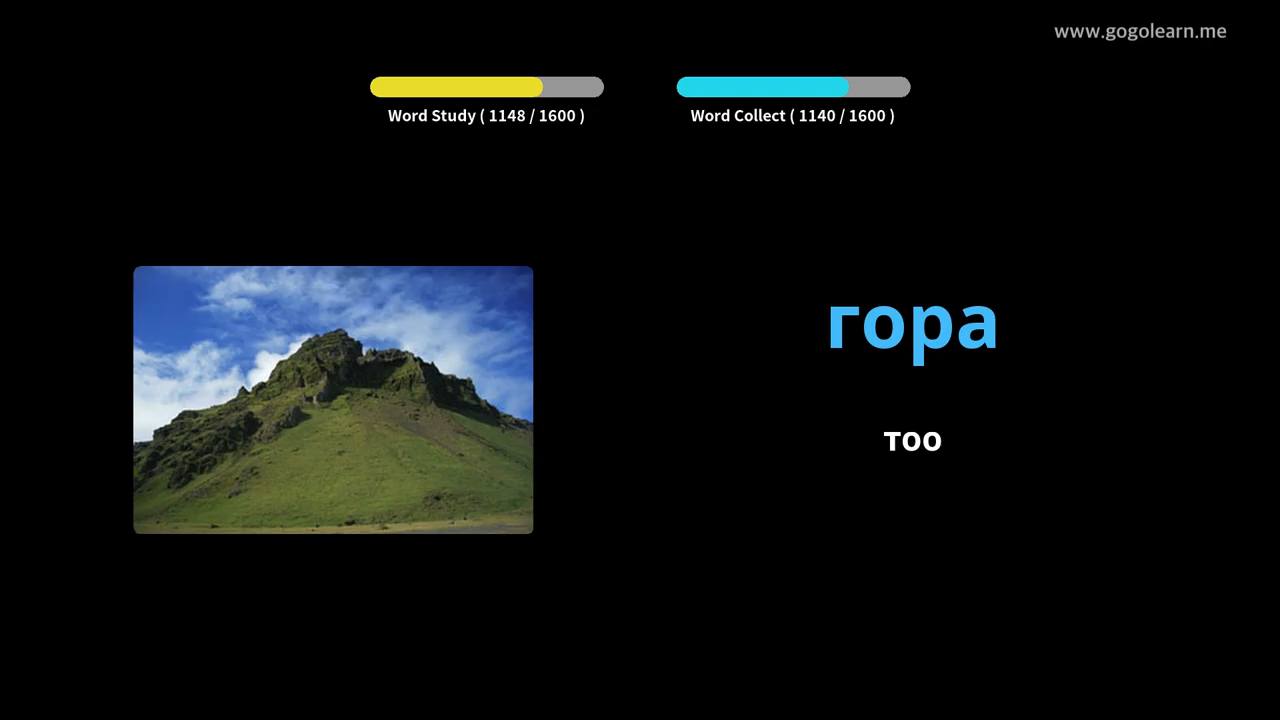 www.gogolearn.me
Word Study ( 1148 / 1600 )
Word Collect ( 1140 / 1600 )
гора
тоо